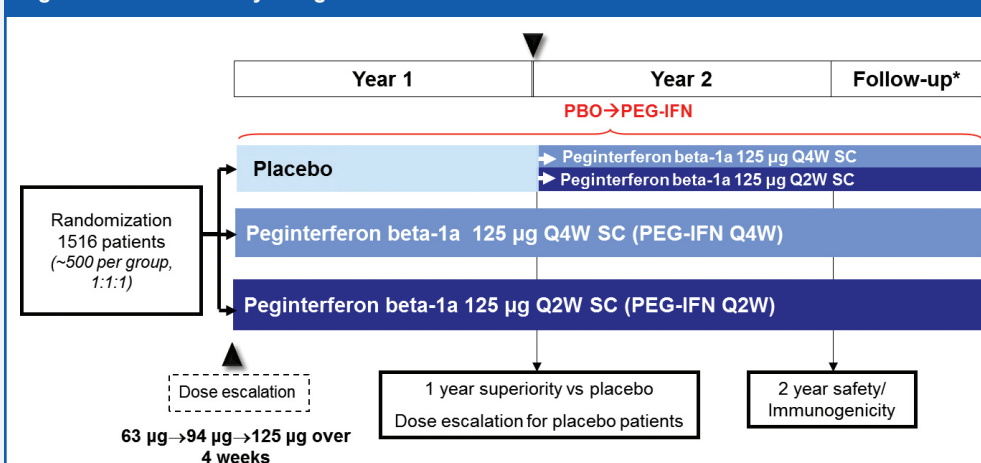 Year 1
Year 2
Follow-up*
PBO→PEG-IFN
Placebo
Peginterferon beta-1a 125 µg Q4W SC
Peginterferon beta-1a 125 µg Q2W SC
Randomization
1516 patients
(~500 per group,
1:1:1)
Peginterferon beta-1a 125 µg Q4W SC (PEG-IFN Q4W)
Peginterferon beta-1a 125 µg Q2W SC (PEG-IFN Q2W)
Dose escalation
63 µg→94 µg→125 µg over
4 weeks
1 year superiority vs placebo
Dose escalation for placebo patients
2 year safety/
Immunogenicity